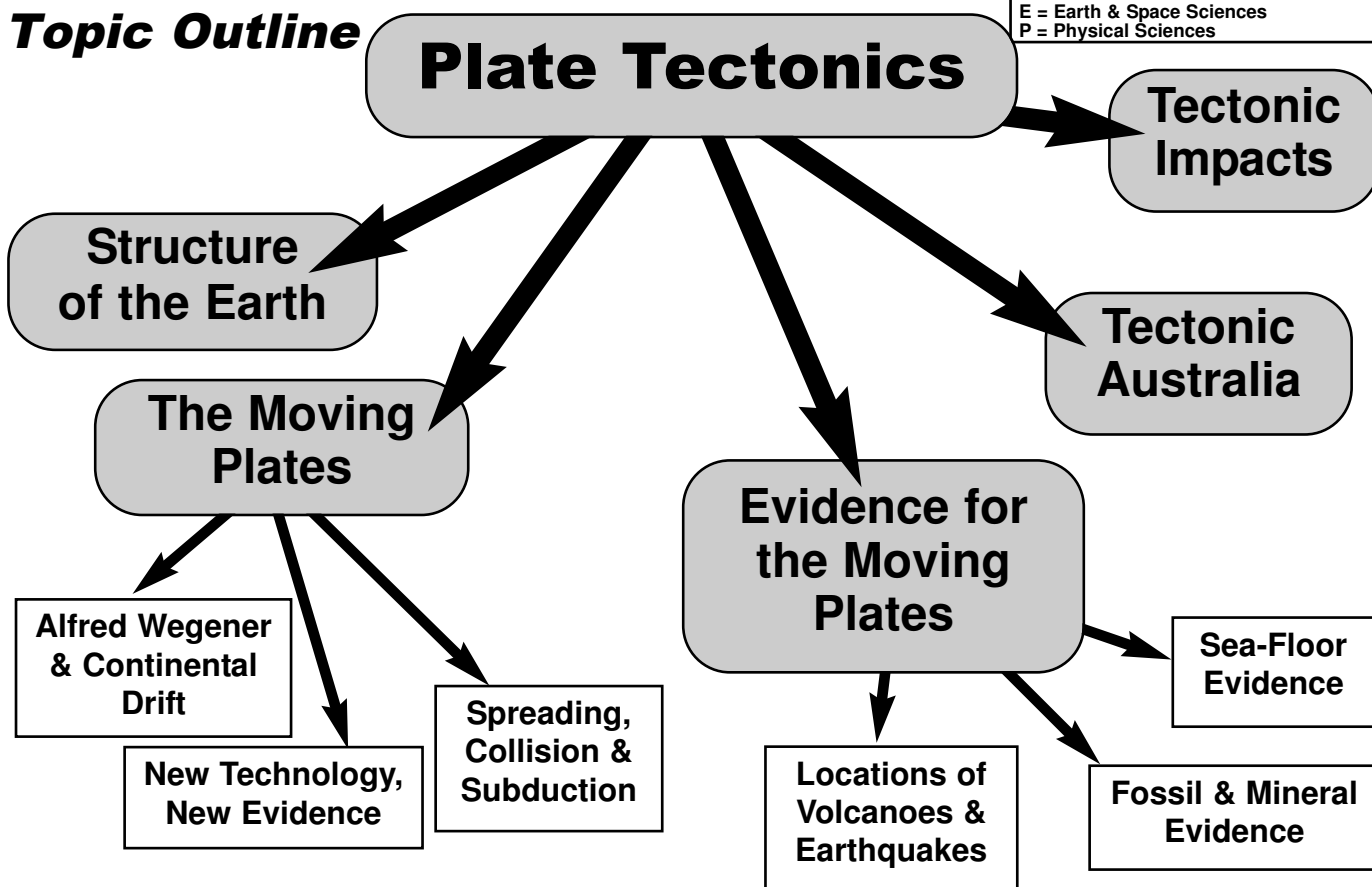 Topic Outline
E = Earth & Space Sciences
P = Physical Sciences
Plate Tectonics
Tectonic
Impacts
Structure
of the Earth
Tectonic
Australia
The Moving
Plates
Evidence for
the Moving
Plates
Alfred Wegener
& Continental
Drift
New Technology,
New Evidence
Spreading,
Collision &
Subduction
Locations of
Volcanoes &
Earthquakes
Fossil & Mineral
Evidence
Sea-Floor
Evidence